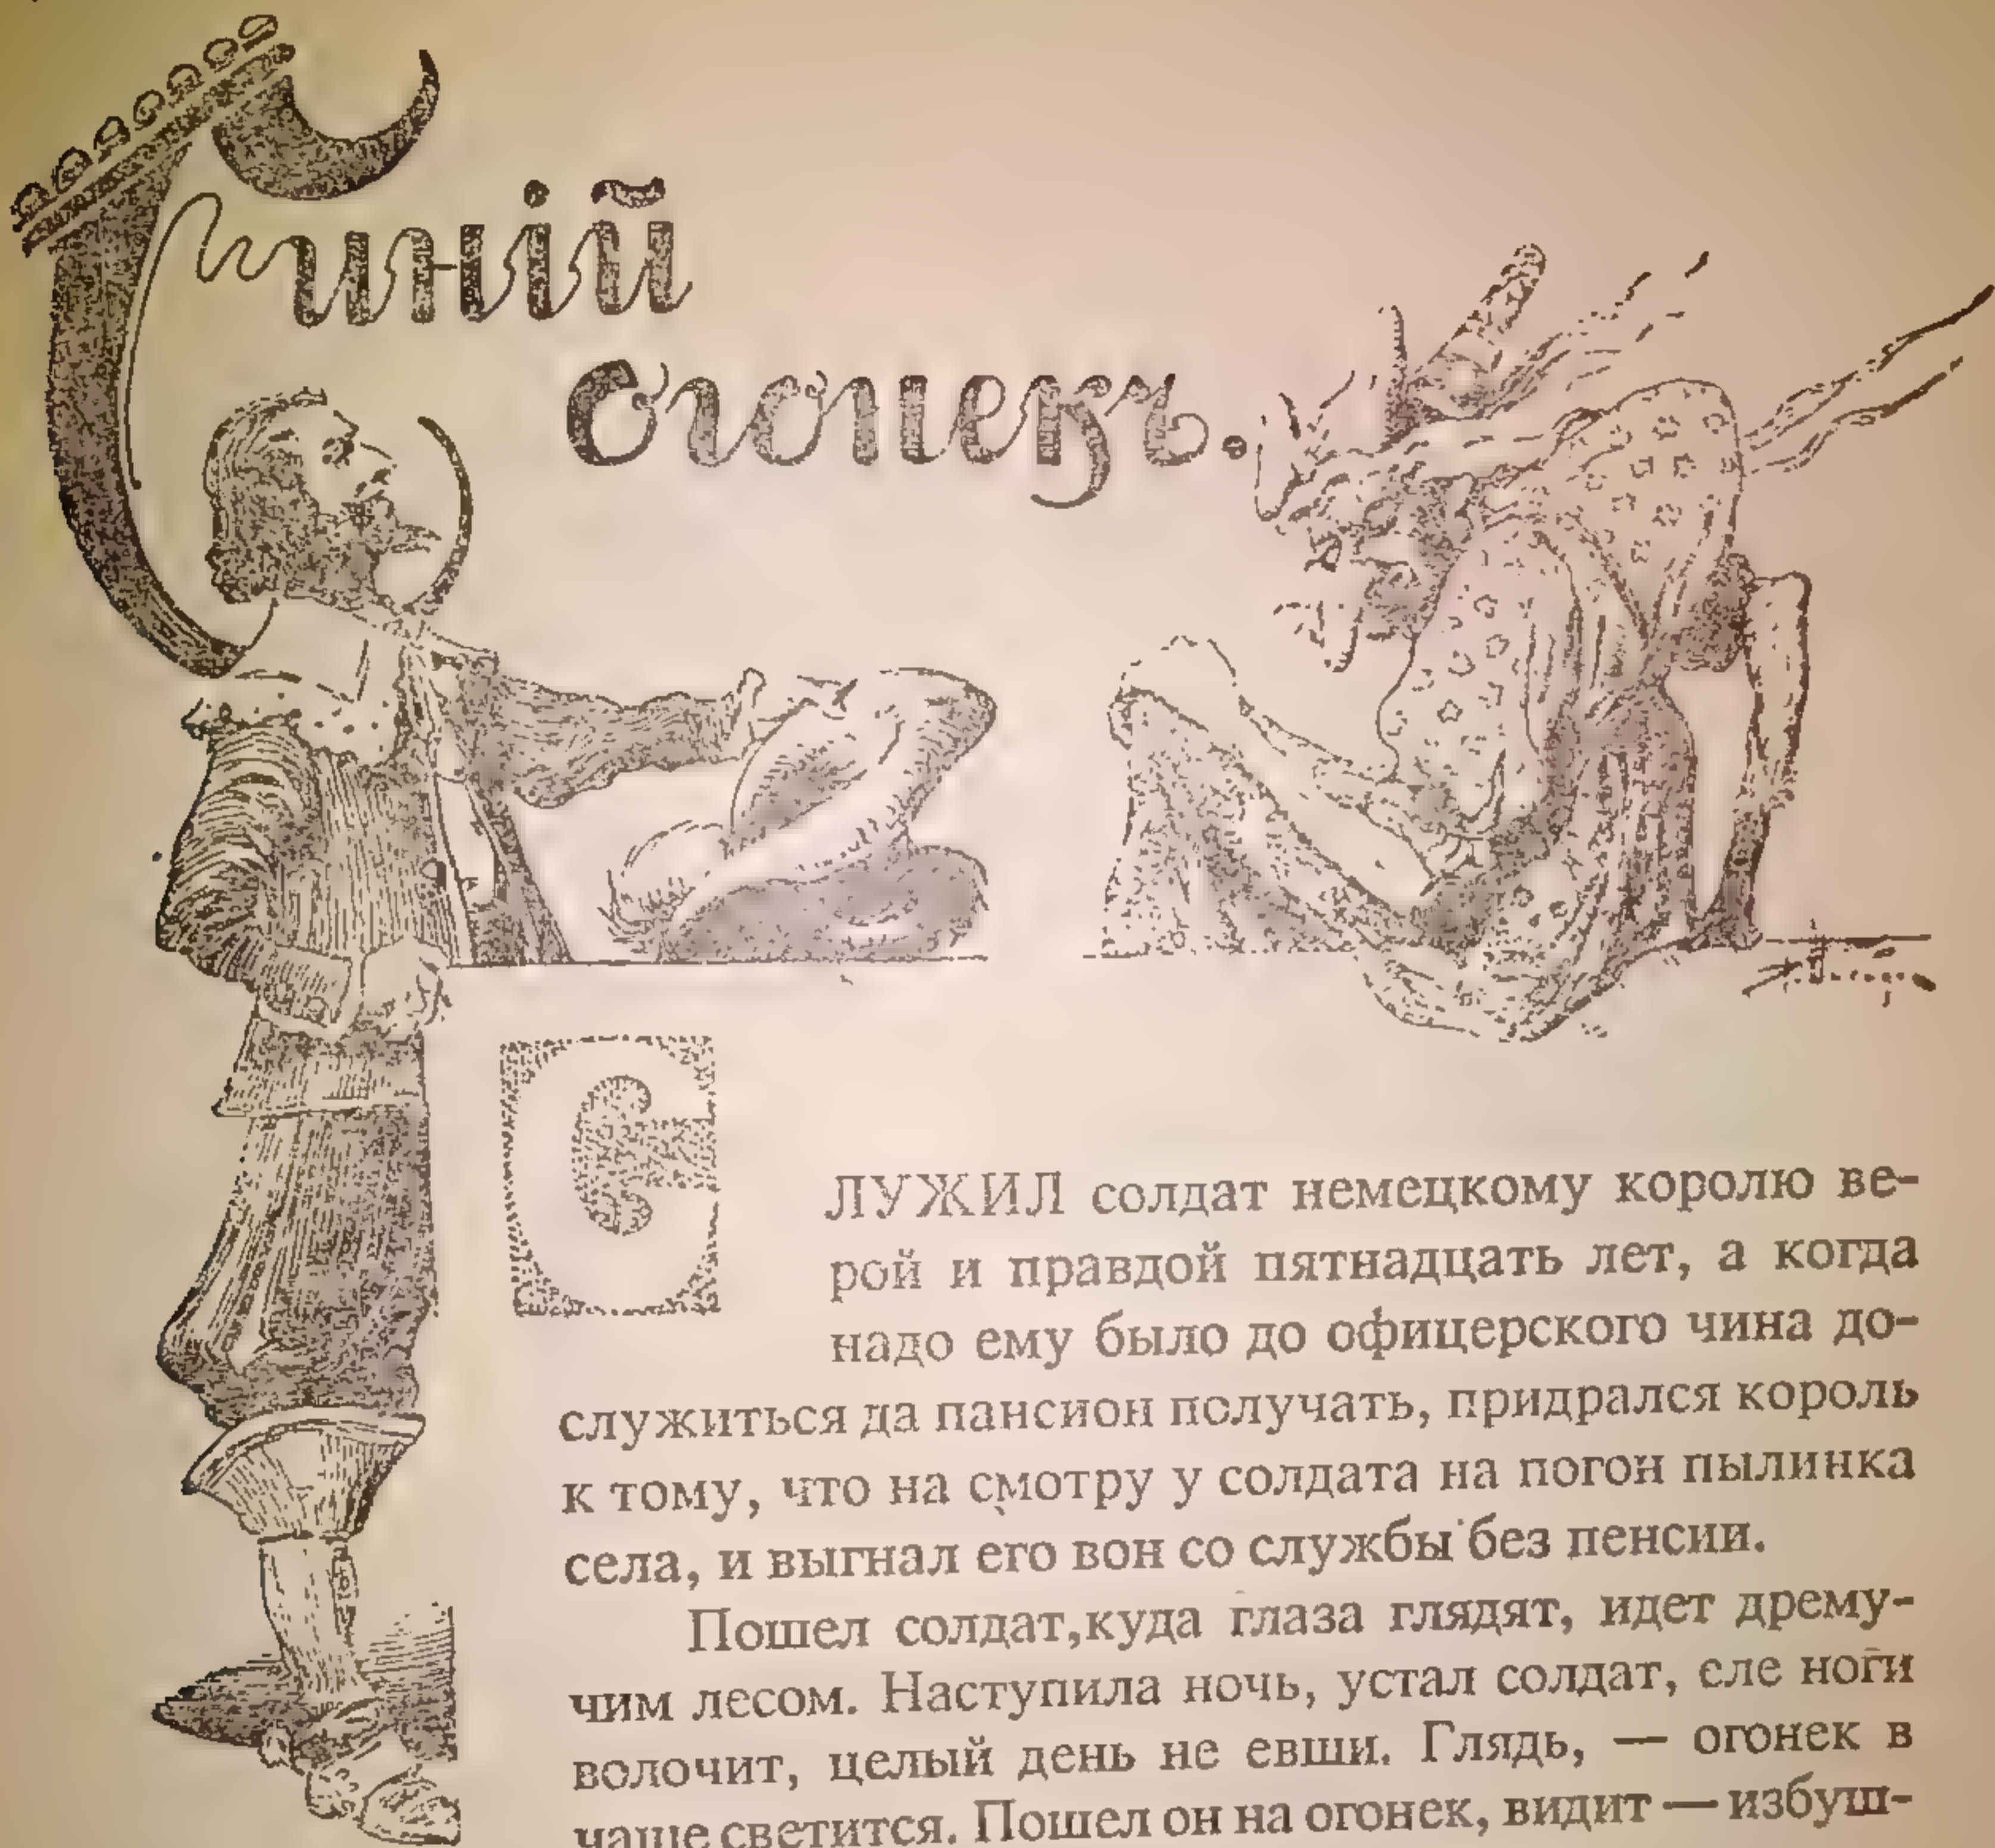 Синій
огонекъ.
СЛУЖИЛ солдат немецкому королю ве-
рой и правдой пятнадцать лет, а когда
надо ему было до офицерского чина до-
служиться да пансион получать, придрался король
к тому, что на смотру у солдата на погон пылинка
села, и выгнал его вон со службы без пенсии.
Пошел солдат,куда глаза глядят, идет дрему-
чим лесом. Наступила ночь, устал солдат, еле ноги
волочит, целый день не евши. Глядь, — огонек в
чаще светится. Пошел он на огонек, видит — избуш-